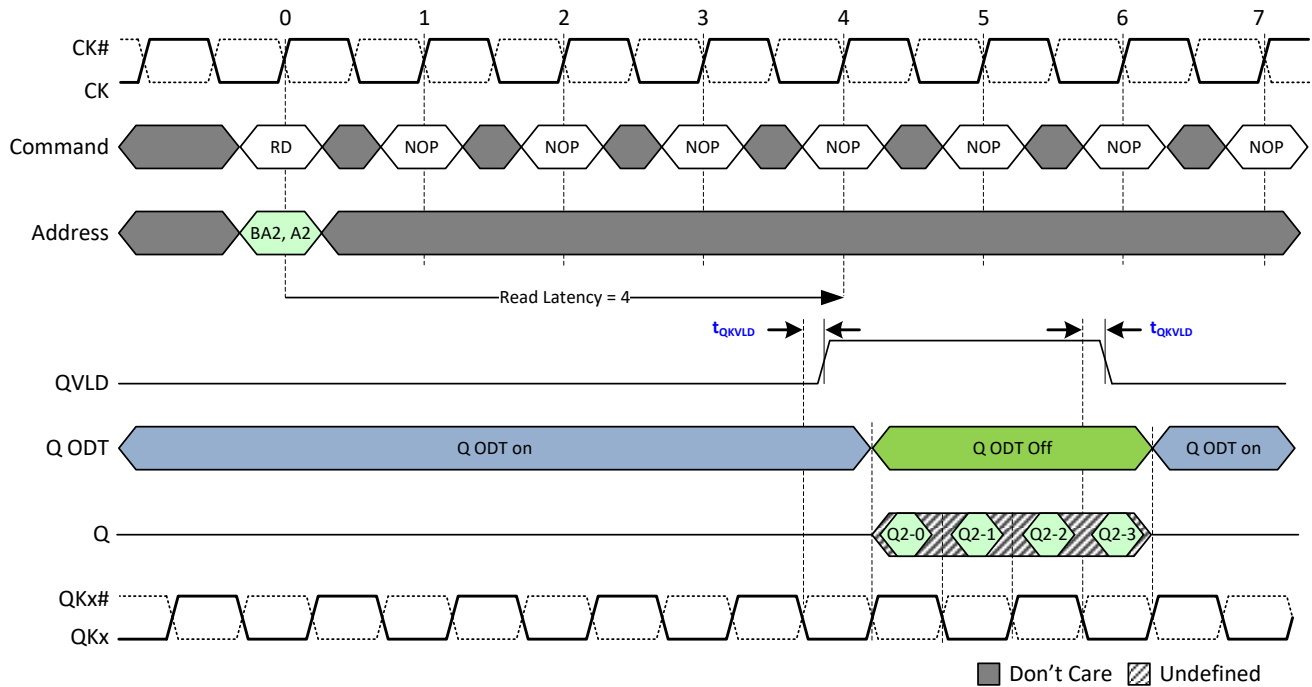 0 1 2 3 4 5 6 7
CK#
CK
Command RD NOP NOP NOP NOP NOP NOP NOP
Address BA2, A2
Read Latency = 4
tQKVLD tQKVLD
QVLD
Q ODT Q ODT on Q ODT Off Q ODT on
Q Q2-0 Q2-1 Q2-2 Q2-3
QKx#
QKx
Don't Care Undefined